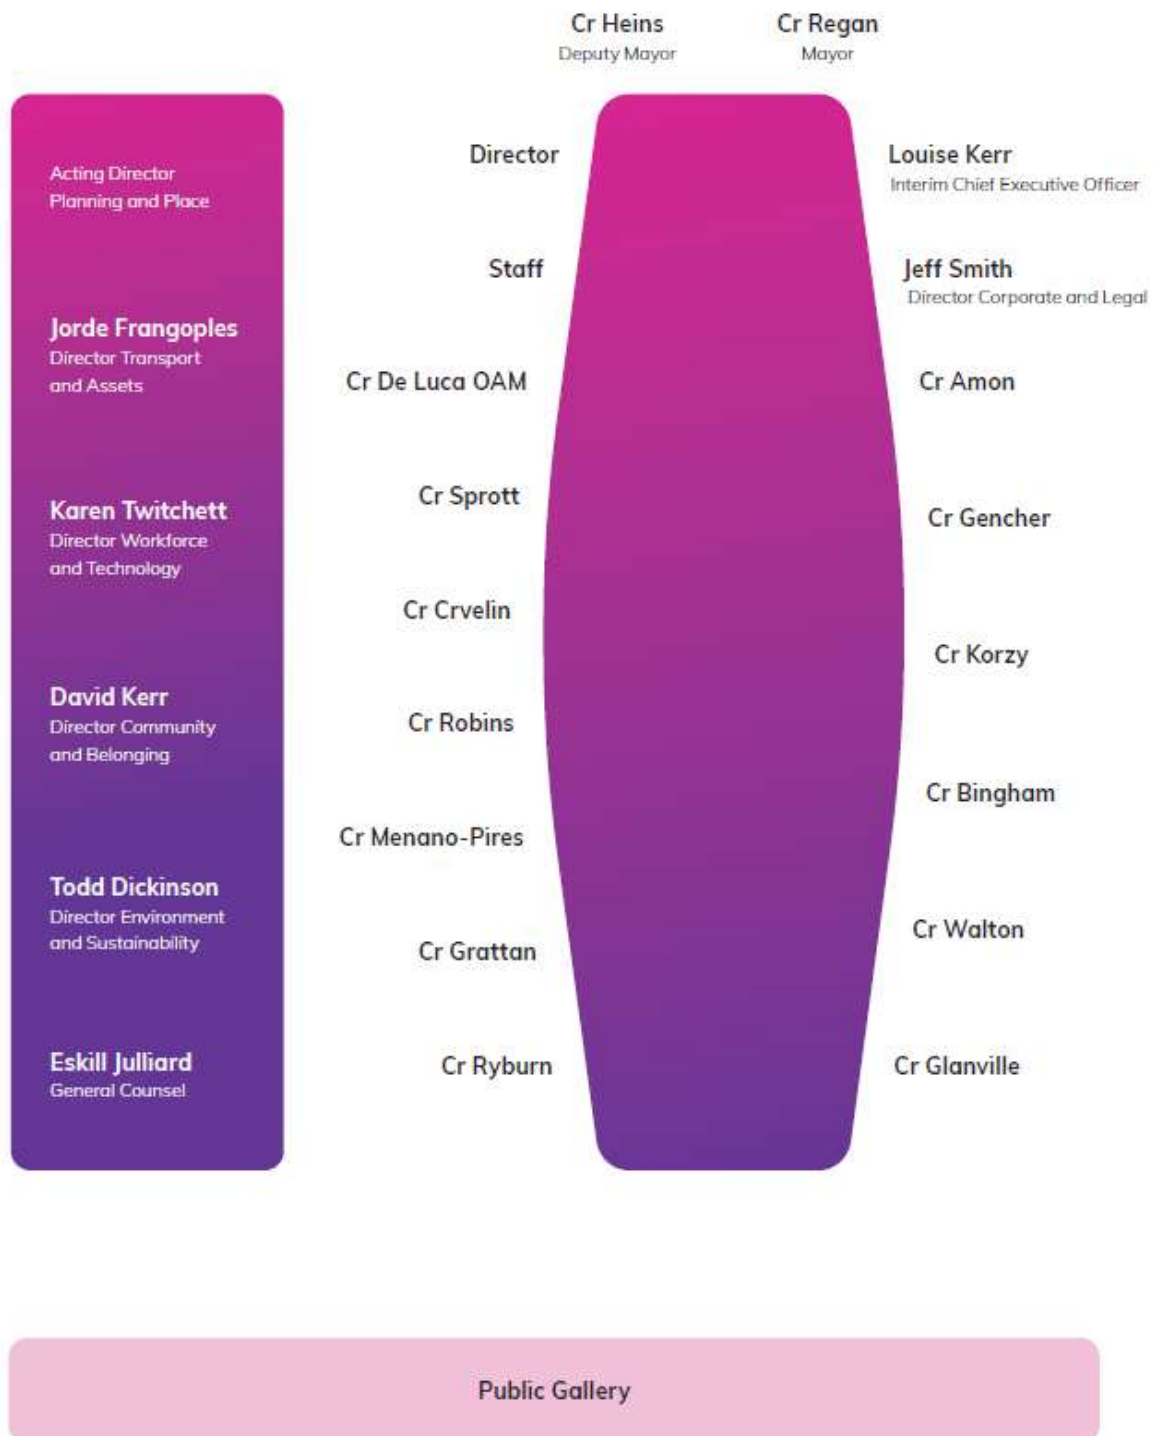 Cr Heins
Deputy Mayor
Cr Regan
Mayor
Acting Director
Planning and Place
Jorde Frangoples
Director Transport
and Assets
Karen Twitchett
Director Workforce
and Technology
David Kerr
Director Community
and Belonging
Todd Dickinson
Director Environment
and Sustainability
Eskill Julliard
General Counsel
Director
Staff
Cr De Luca OAM
Cr Sprott
Cr Crvelin
Cr Robins
Cr Menano-Pires
Cr Grattan
Cr Ryburn
Louise Kerr
Interim Chief Executive Officer
Jeff Smith
Director Corporate and Legal
Cr Amon
Cr Gencher
Cr Korzy
Cr Bingham
Cr Walton
Cr Glanville
Public Gallery